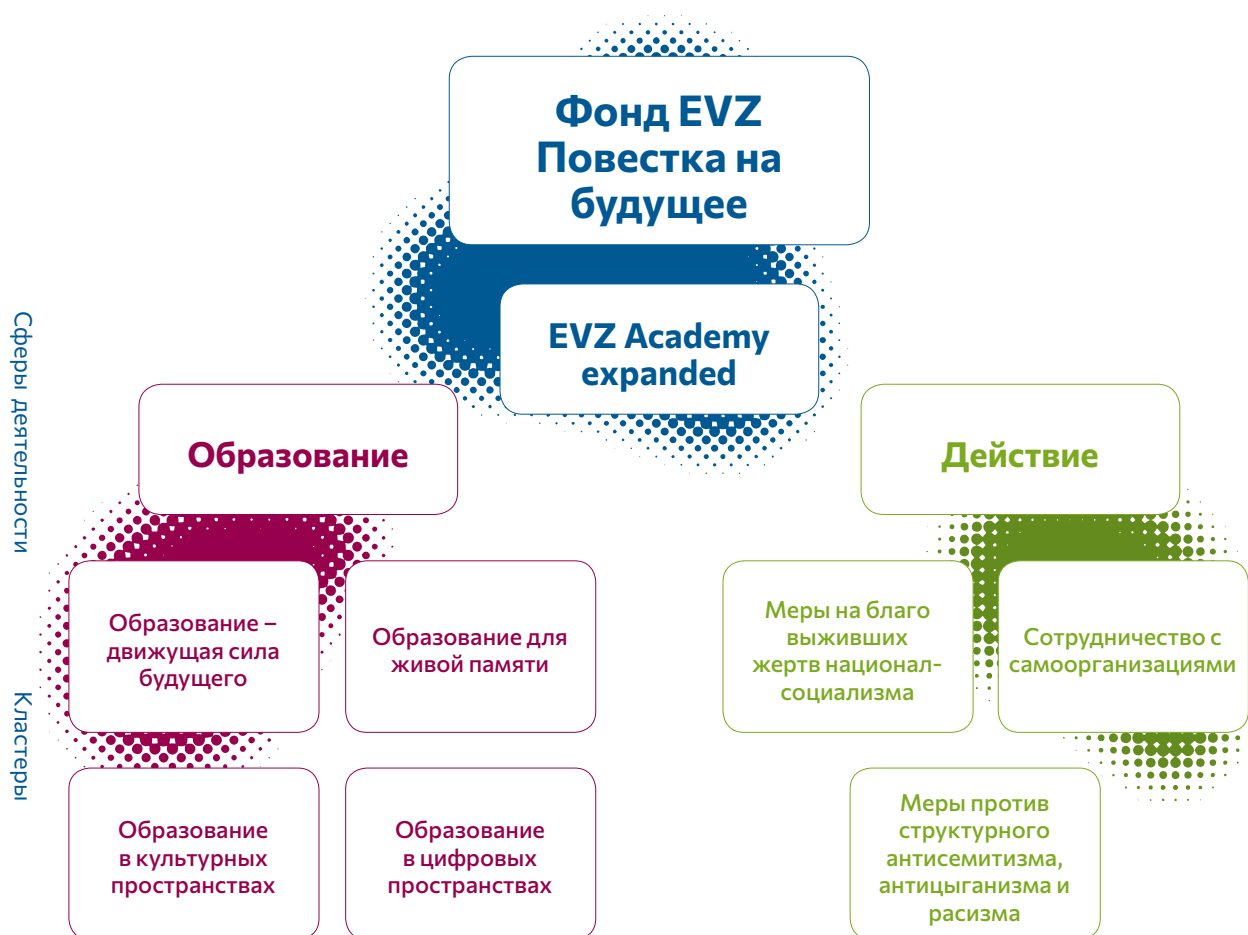 Фонд EVZ
Повестка на
будущее
EVZ Academy
expanded
Сферы деятельности
Образование
Действие
Кластеры
Образование –
движущая сила
будущего
Образование для
живой памяти
Меры на благо
выживших
жертв национал-
социализма
Сотрудничество с
самоорганизациями
Образование
в культурных
пространствах
Образование
в цифровых
пространствах
Меры против
структурного
антисемитизма,
антицыганизма и
расизма